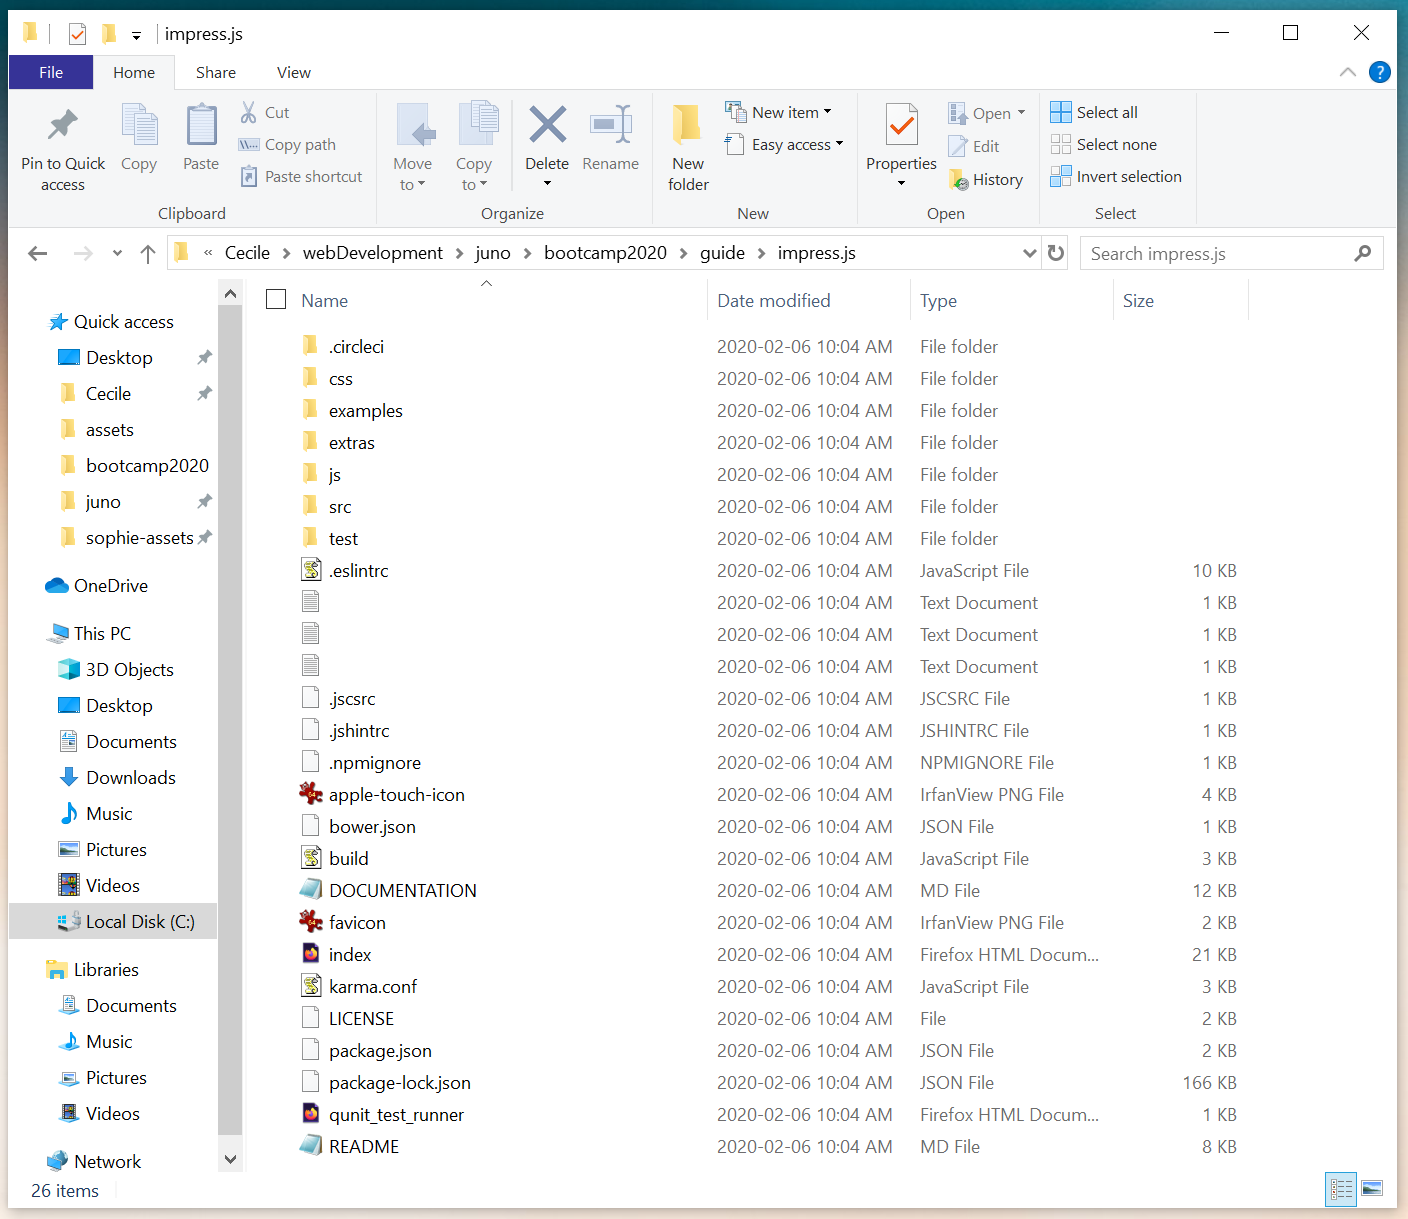 impress.js
File Home Share View
Pin to Quick access
Copy
Paste
Cut
Copy path
Paste shortcut
Clipboard
Move to
Copy to
Delete
Rename
Organize
New folder
New item
Easy access
New
Properties
Open
Edit
History
Open
Select all
Select none
Invert selection
Select
« Cecile > webDevelopment > juno > bootcamp2020 > guide > impress.js
Search impress.js
Quick access
Desktop
Cecile
assets
bootcamp2020
juno
sophie-assets
OneDrive
This PC
3D Objects
Desktop
Documents
Downloads
Music
Pictures
Videos
Local Disk (C:)
Libraries
Documents
Music
Pictures
Videos
Network
Name Date modified Type Size
.circleci 2020-02-06 10:04 AM File folder
css 2020-02-06 10:04 AM File folder
examples 2020-02-06 10:04 AM File folder
extras 2020-02-06 10:04 AM File folder
js 2020-02-06 10:04 AM File folder
src 2020-02-06 10:04 AM File folder
test 2020-02-06 10:04 AM File folder
.eslintrc 2020-02-06 10:04 AM JavaScript File 10 KB
2020-02-06 10:04 AM Text Document 1 KB
2020-02-06 10:04 AM Text Document 1 KB
2020-02-06 10:04 AM Text Document 1 KB
.jscsrc 2020-02-06 10:04 AM JSCSRC File 1 KB
.jshintrc 2020-02-06 10:04 AM JSHINTRC File 1 KB
.npmignore 2020-02-06 10:04 AM NPMIGNORE File 1 KB
apple-touch-icon 2020-02-06 10:04 AM IrfanView PNG File 4 KB
bower.json 2020-02-06 10:04 AM JSON File 1 KB
build 2020-02-06 10:04 AM JavaScript File 3 KB
DOCUMENTATION 2020-02-06 10:04 AM MD File 12 KB
favicon 2020-02-06 10:04 AM IrfanView PNG File 2 KB
index 2020-02-06 10:04 AM Firefox HTML Docum... 21 KB
karma.conf 2020-02-06 10:04 AM JavaScript File 3 KB
LICENSE 2020-02-06 10:04 AM File 2 KB
package.json 2020-02-06 10:04 AM JSON File 2 KB
package-lock.json 2020-02-06 10:04 AM JSON File 166 KB
qunit_test_runner 2020-02-06 10:04 AM Firefox HTML Docum... 1 KB
README 2020-02-06 10:04 AM MD File 8 KB
26 items